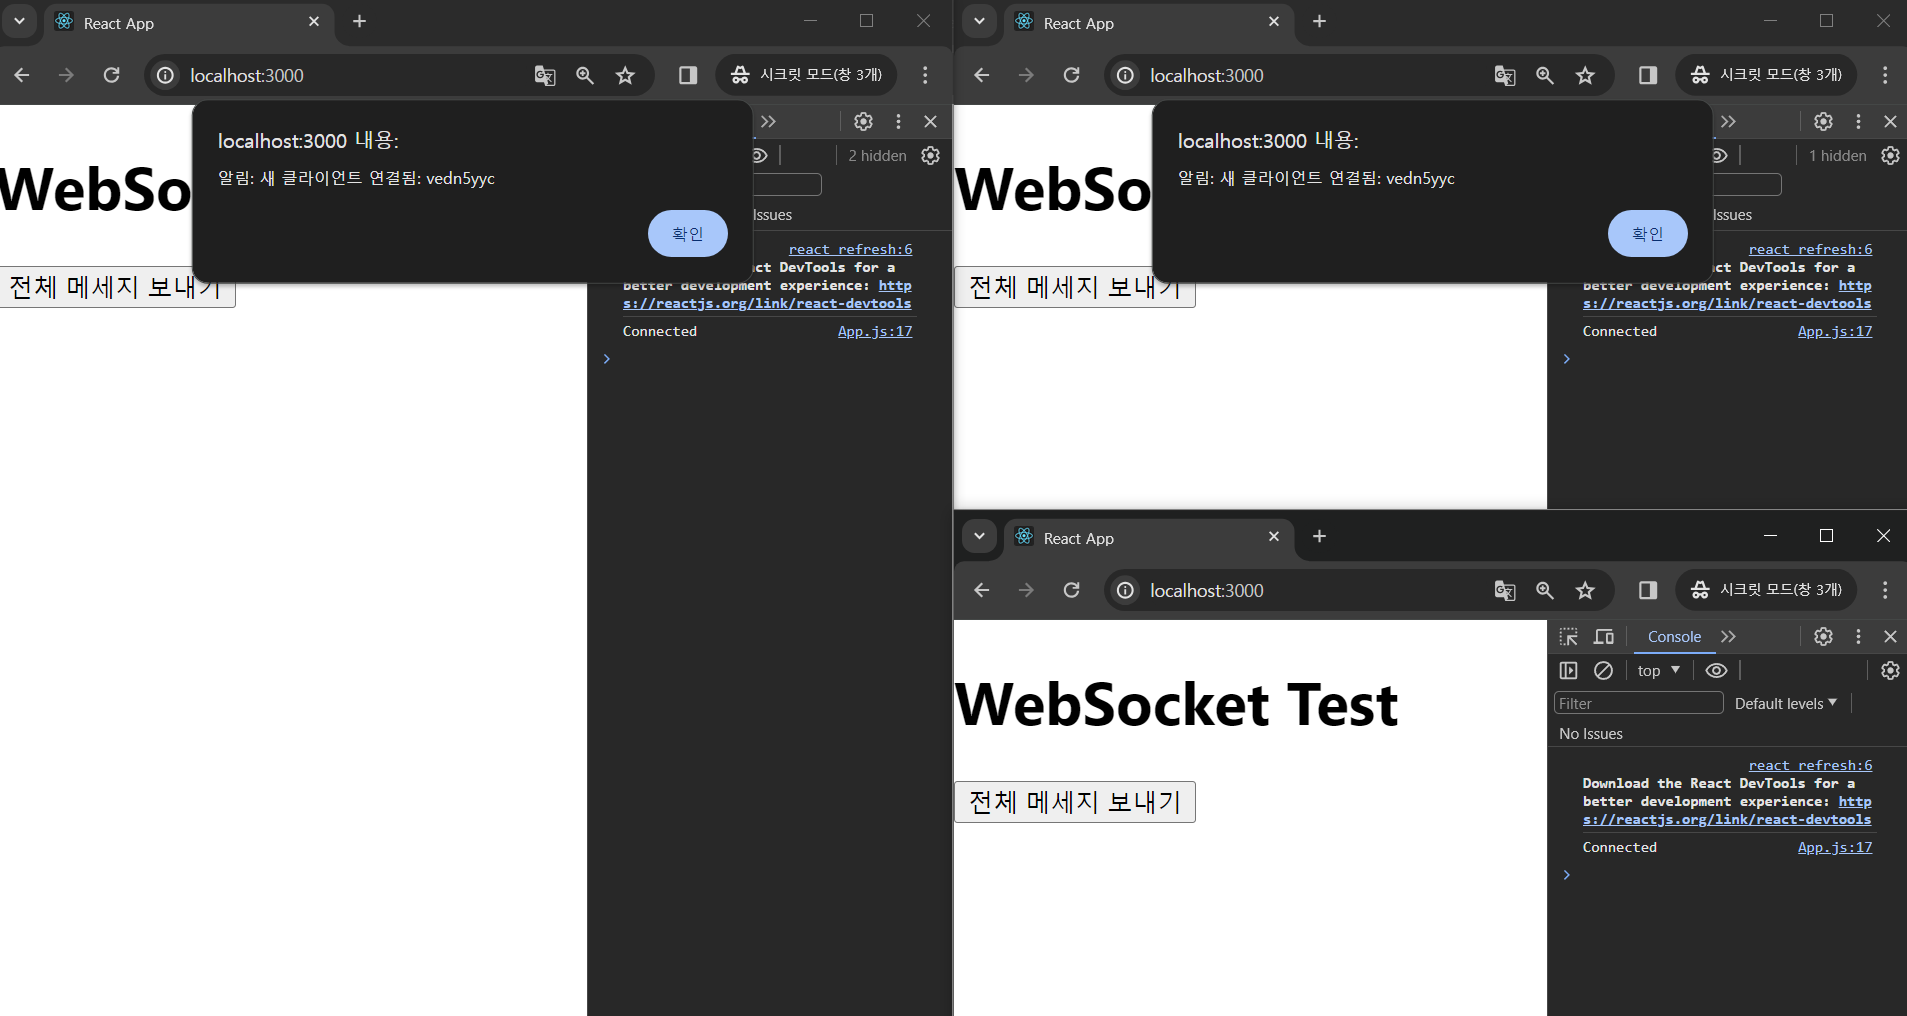 React App
localhost:3000
시크릿 모드(창 3개)
localhost:3000 내용:
알림: 새 클라이언트 연결됨: vedn5yyc
확인
WebSo
전체 메세지 보내기
2 hidden
Issues
react refresh:6
ct DevTools for a
better development experience: http
s://reactjs.org/link/react-devtools
Connected App.js:17
React App
localhost:3000
시크릿 모드(창 3개)
localhost:3000 내용:
알림: 새 클라이언트 연결됨: vedn5yyc
확인
WebSo
전체 메세지 보내기
1 hidden
Issues
react refresh:6
ct DevTools for a
better development experience: http
s://reactjs.org/link/react-devtools
Connected App.js:17
React App
localhost:3000
시크릿 모드(창 3개)
WebSocket Test
전체 메세지 보내기
Console
top
Filter Default levels
No Issues
react refresh:6
Download the React DevTools for a
better development experience: http
s://reactjs.org/link/react-devtools
Connected App.js:17